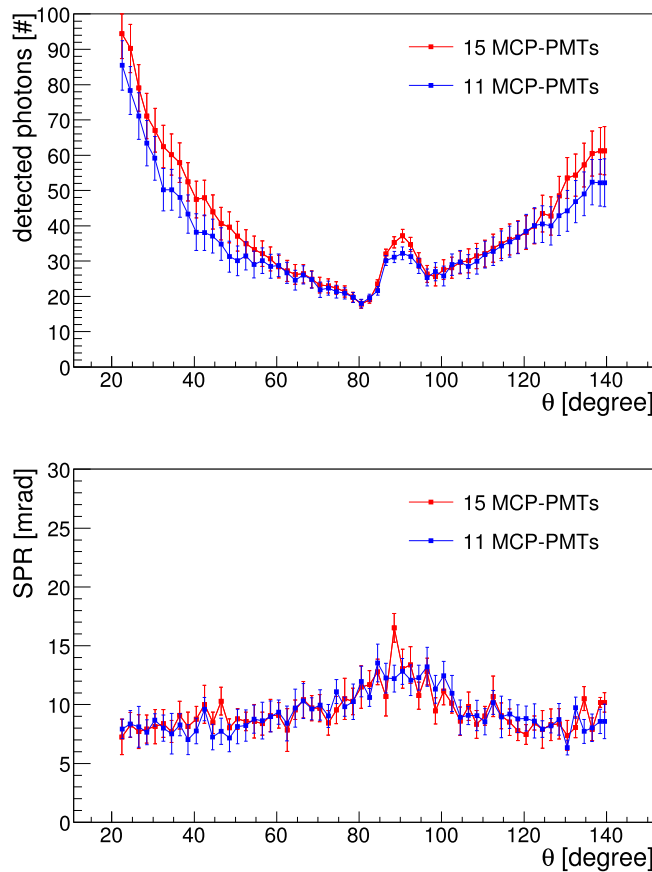 detected photons [#]
100
90
80
70
60
50
40
30
20
10
0
15 MCP-PMTs
11 MCP-PMTs
20 40 60 80 100 120 140
θ [degree]
SPR [mrad]
30
25
20
15
10
5
0
15 MCP-PMTs
11 MCP-PMTs
20 40 60 80 100 120 140
θ [degree]